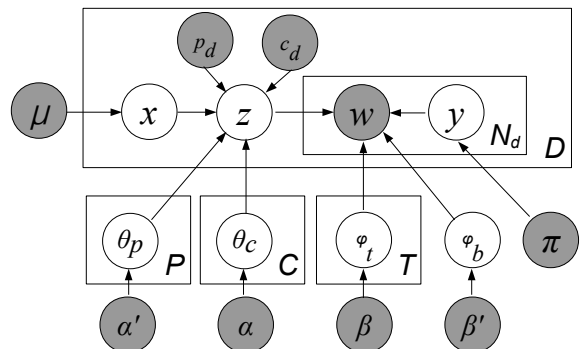 p_d c_d
μ x z w y
N_d D
θ_p P θ_c C φ_t T φ_b π
α' α β β'